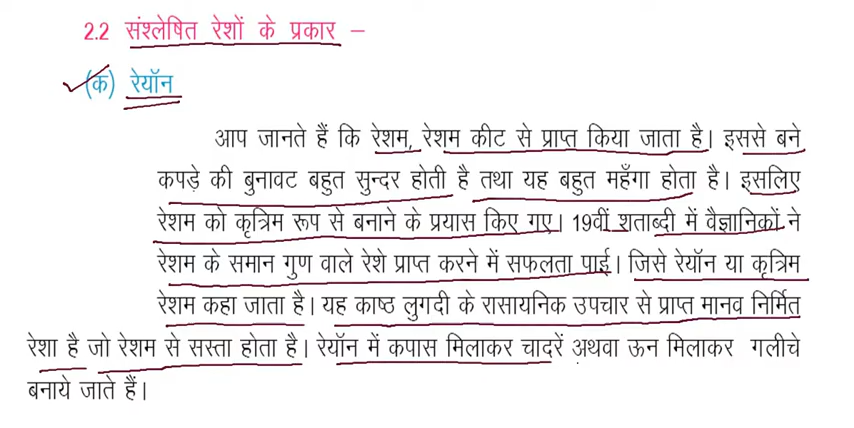 2.2 संश्लेषित रेशों के प्रकार –
(क) रेयॉन
आप जानते हैं कि रेशम, रेशम कीट से प्राप्त किया जाता है। इससे बने
कपड़े की बुनावट बहुत सुन्दर होती है तथा यह बहुत महँगा होता है। इसलिए
रेशम को कृत्रिम रूप से बनाने के प्रयास किए गए। 19वीं शताब्दी में वैज्ञानिकों ने
रेशम के समान गुण वाले रेशे प्राप्त करने में सफलता पाई। जिसे रेयॉन या कृत्रिम
रेशम कहा जाता है। यह काष्ठ लुगदी के रासायनिक उपचार से प्राप्त मानव निर्मित
रेशा है जो रेशम से सस्ता होता है। रेयॉन में कपास मिलाकर चादरें अथवा ऊन मिलाकर गलीचे
बनाये जाते हैं।